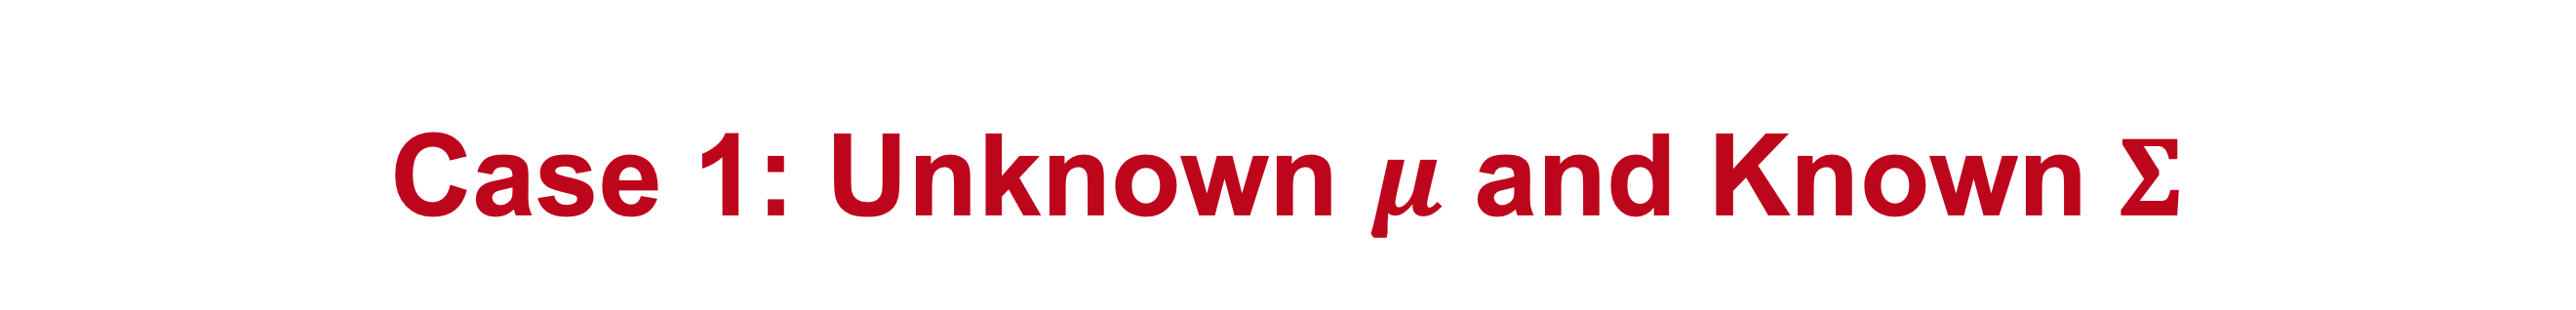 Case 1: Unknown μ and Known Σ